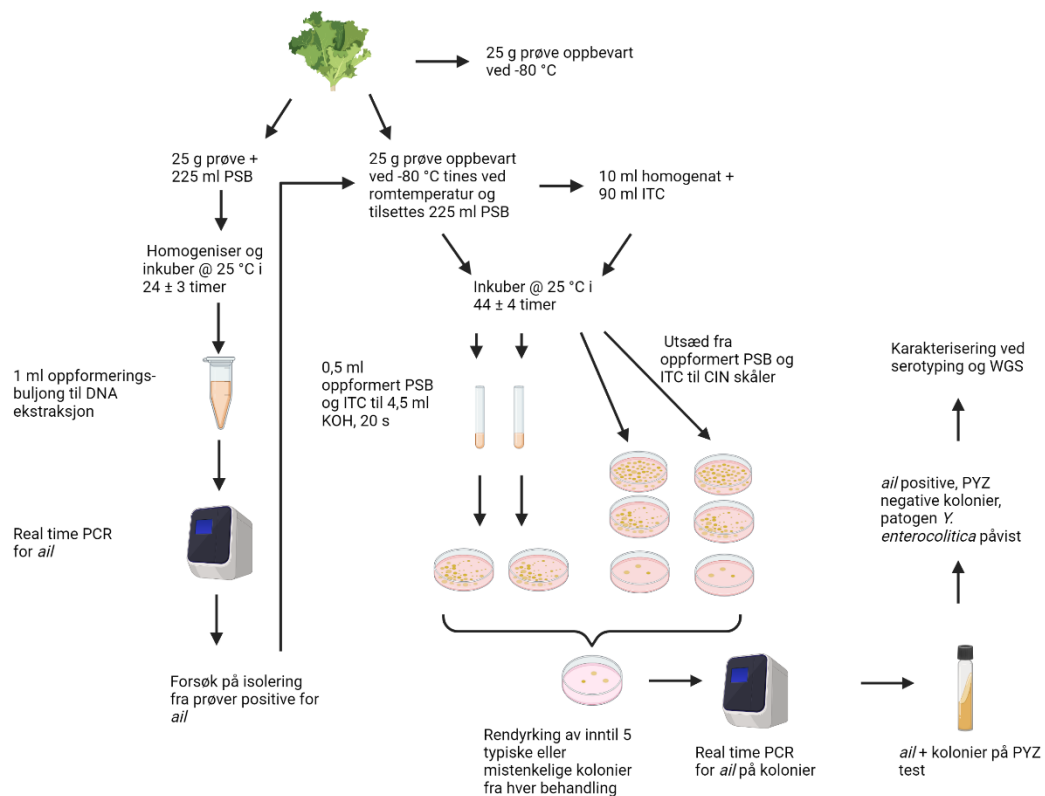 25 g prøve oppbevart
ved -80 °C
25 g prøve +
225 ml PSB
25 g prøve oppbevart
ved -80 °C tines ved
romtemperatur og
tilsettes 225 ml PSB
10 ml homogenat +
90 ml ITC
Homogeniser og
inkuber @ 25 °C i
24 ± 3 timer
Inkuber @ 25 °C i
44 ± 4 timer
1 ml oppformerings-
buljong til DNA
ekstraksjon
0,5 ml
oppformert PSB
og ITC til 4,5 ml
KOH, 20 s
Utsæd fra
oppformert PSB og
ITC til CIN skåler
Karakterisering ved
serotyping og WGS
Real time PCR
for ail
ail positive, PYZ
negative kolonier,
patogen Y.
enterocolitica påvist
Forsøk på isolering
fra prøver positive for
ail
Rendyrking av inntil 5
typiske eller
mistenkelige kolonier
fra hver behandling
Real time PCR
for ail på kolonier
ail + kolonier på PYZ
test